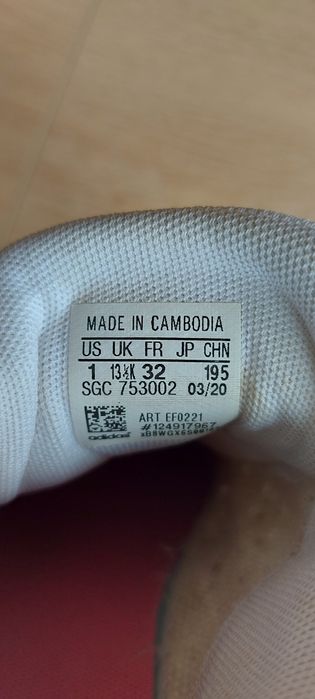 MADE IN CAMBODIA
US UK FR JP CHN
1 13½K 32 195
SGC 753002 03/20
ART EF0221
#124917967
adidas